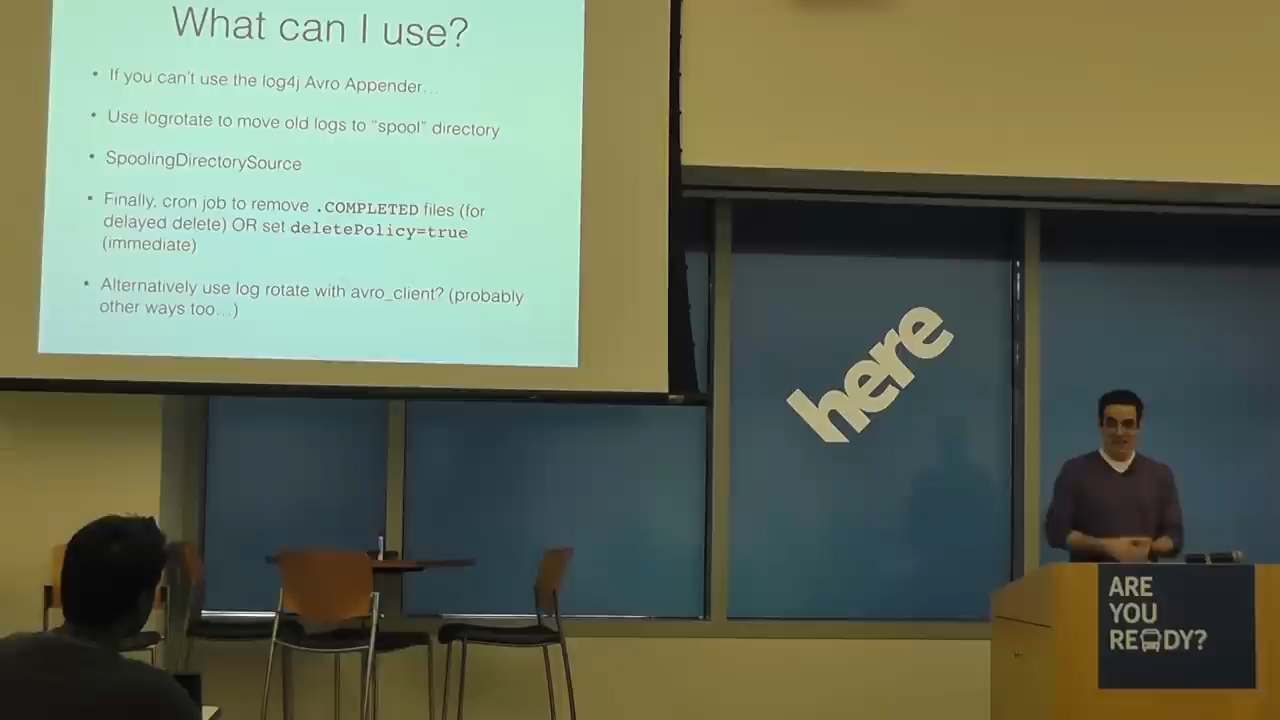 What can I use?
• If you can't use the log4j Avro Appender…
• Use logrotate to move old logs to "spool" directory
• SpoolingDirectorySource
• Finally, cron job to remove .COMPLETED files (for
delayed delete) OR set deletePolicy=true
(immediate)
• Alternatively use log rotate with avro_client? (probably
other ways too…)
here
ARE
YOU
READY?